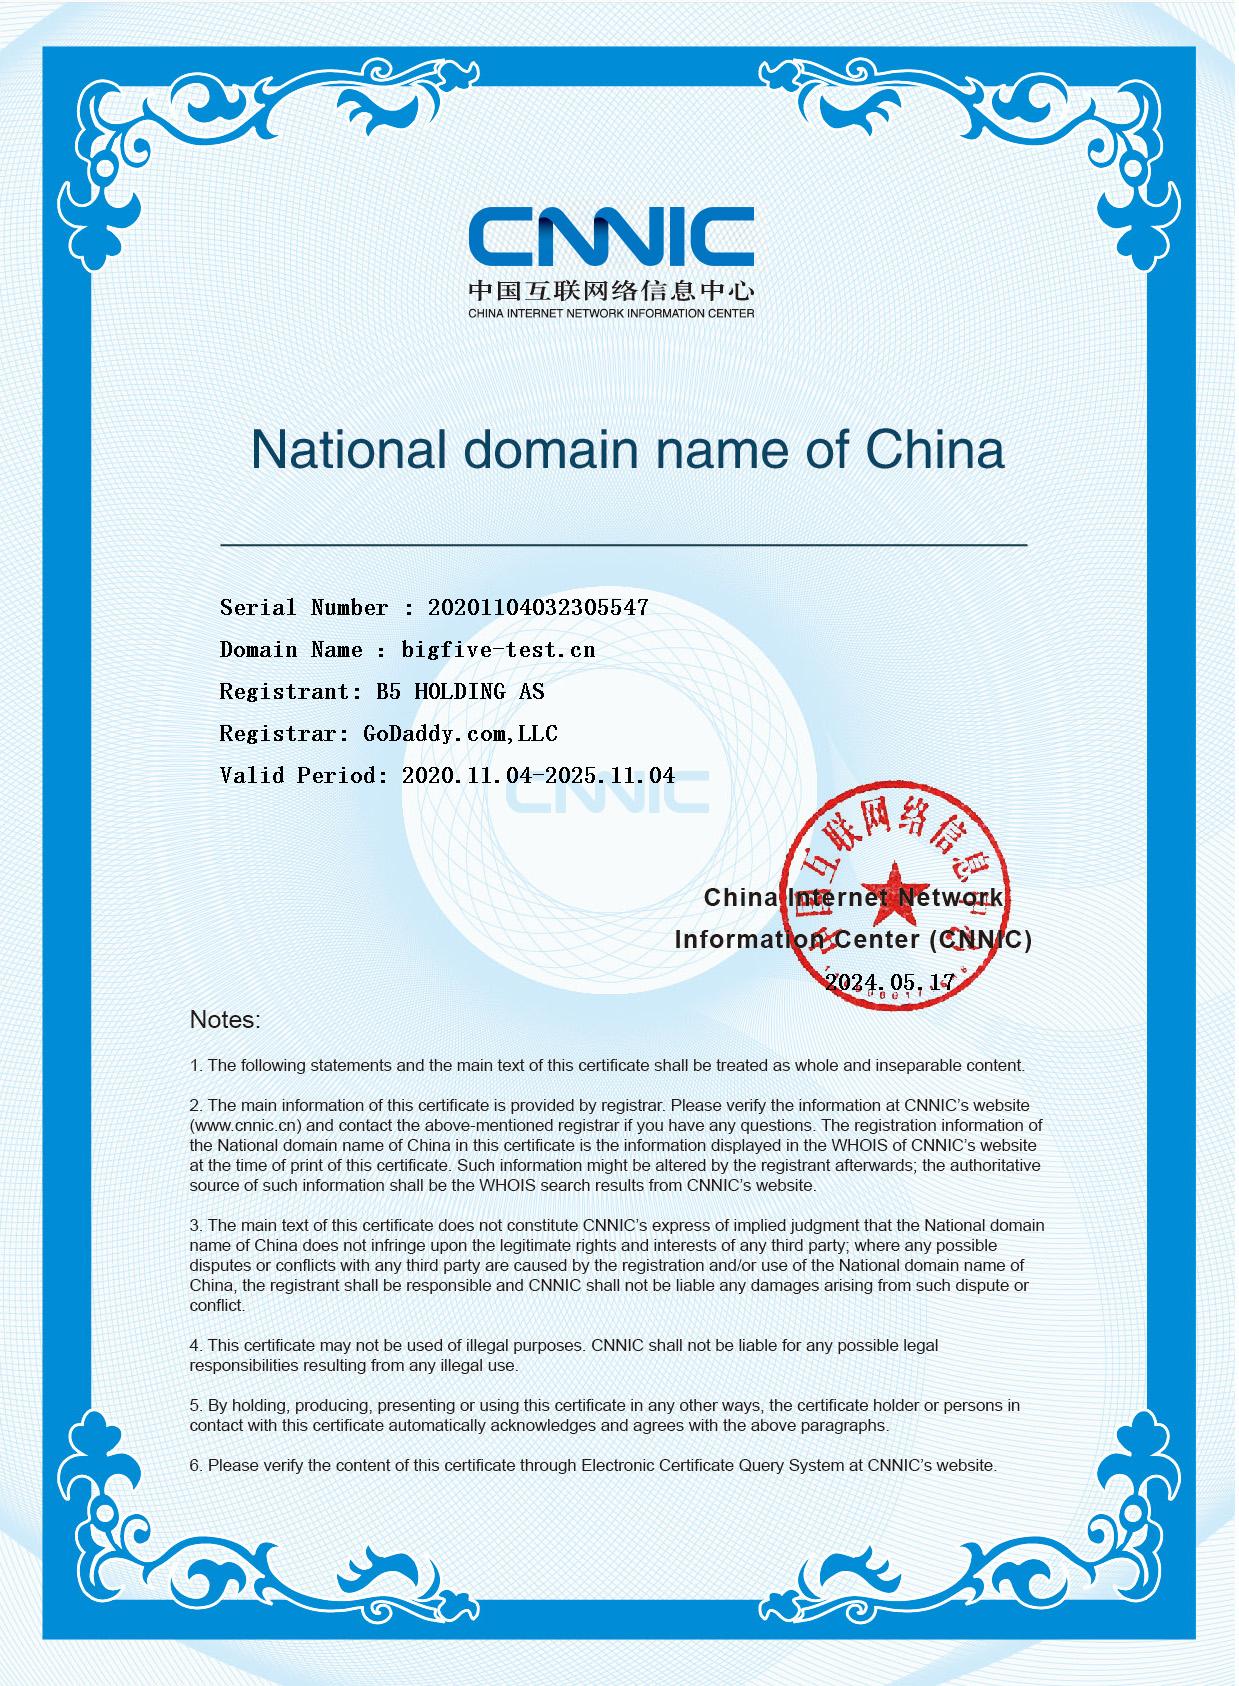 CNNIC
中国互联网络信息中心
CHINA INTERNET NETWORK INFORMATION CENTER
National domain name of China
Serial Number : 20201104032305547
Domain Name : bigfive-test.cn
Registrant: B5 HOLDING AS
Registrar: GoDaddy.com,LLC
Valid Period: 2020.11.04-2025.11.04
CNNIC
中国互联网络信息中心
China Internet Network
Information Center (CNNIC)
2024.05.17
Notes:
1. The following statements and the main text of this certificate shall be treated as whole and inseparable content.
2. The main information of this certificate is provided by registrar. Please verify the information at CNNIC’s website
(www.cnnic.cn) and contact the above-mentioned registrar if you have any questions. The registration information of
the National domain name of China in this certificate is the information displayed in the WHOIS of CNNIC’s website
at the time of print of this certificate. Such information might be altered by the registrant afterwards; the authoritative
source of such information shall be the WHOIS search results from CNNIC’s website.
3. The main text of this certificate does not constitute CNNIC’s express of implied judgment that the National domain
name of China does not infringe upon the legitimate rights and interests of any third party; where any possible
disputes or conflicts with any third party are caused by the registration and/or use of the National domain name of
China, the registrant shall be responsible and CNNIC shall not be liable any damages arising from such dispute or
conflict.
4. This certificate may not be used of illegal purposes. CNNIC shall not be liable for any possible legal
responsibilities resulting from any illegal use.
5. By holding, producing, presenting or using this certificate in any other ways, the certificate holder or persons in
contact with this certificate automatically acknowledges and agrees with the above paragraphs.
6. Please verify the content of this certificate through Electronic Certificate Query System at CNNIC’s website.